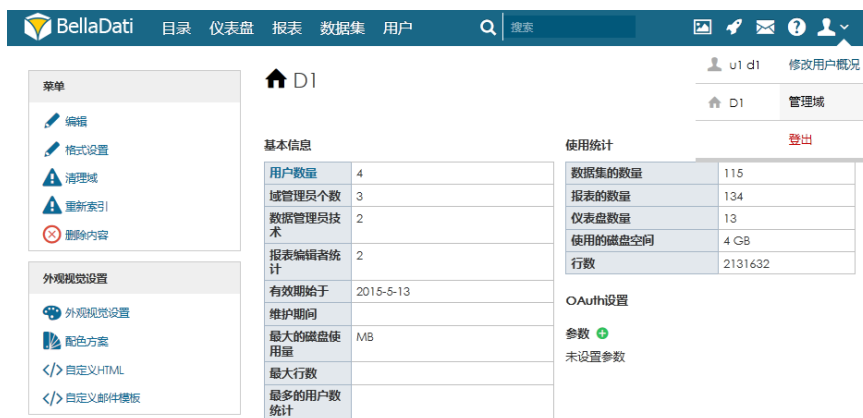 BellaDati 目录 仪表盘 报表 数据集 用户 搜索
u1 d1 修改用户概况
D1 管理域
登出
菜单
编辑
格式设置
清理域
重新索引
删除内容
外观视觉设置
外观视觉设置
配色方案
自定义HTML
自定义邮件模板
D1
基本信息
用户数量 4
域管理员个数 3
数据管理员技
术 2
报表编辑者统
计 2
有效期始于 2015-5-13
维护期间
最大的磁盘使
用量 MB
最大行数
最多的用户数
统计
使用统计
数据集的数量 115
报表的数量 134
仪表盘数量 13
使用的磁盘空间 4 GB
行数 2131632
OAuth设置
参数
未设置参数